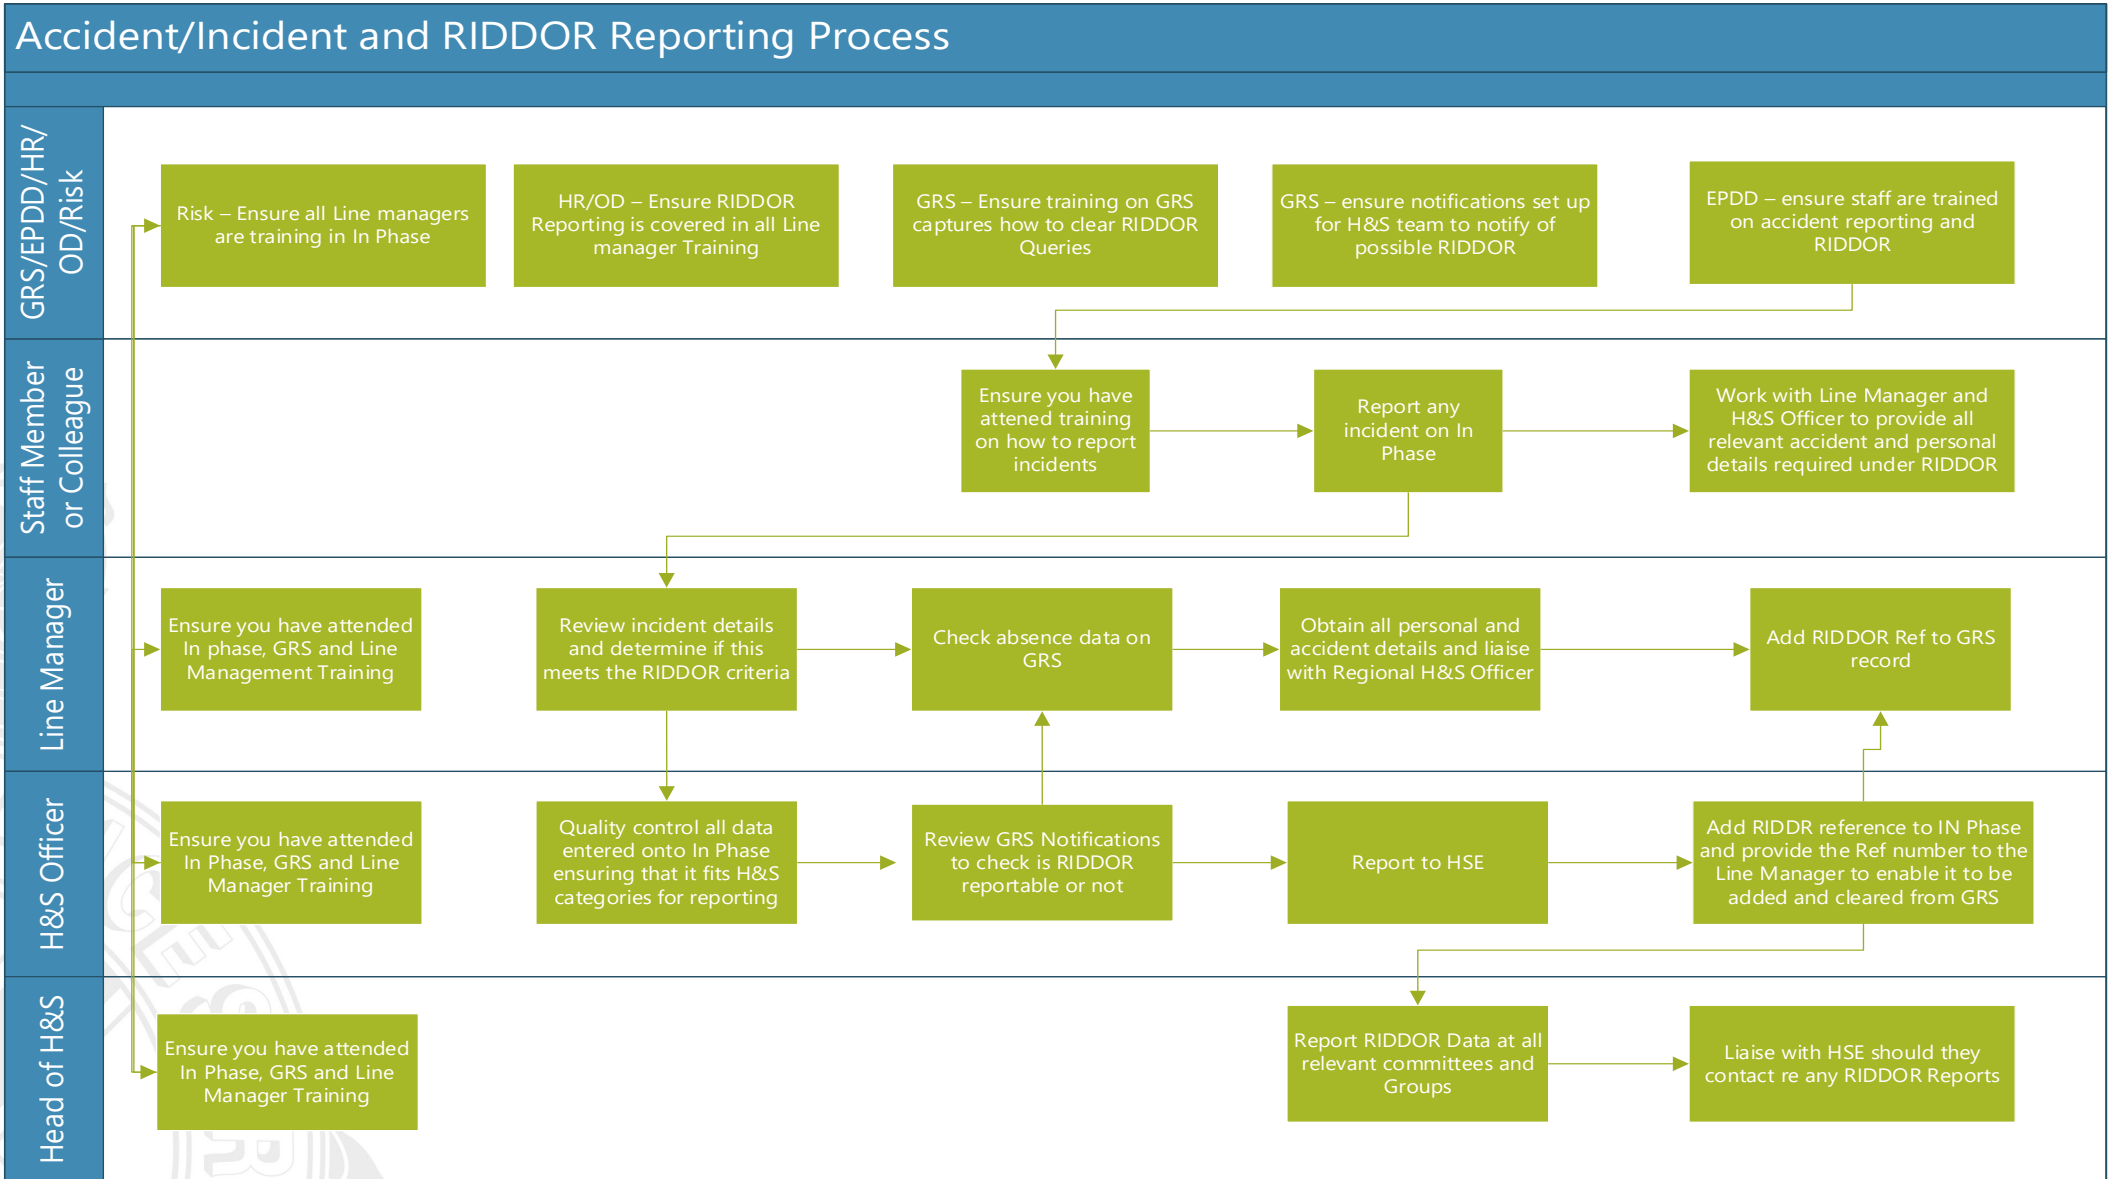 Accident/Incident and RIDDOR Reporting Process
GRS/EPDD/HR/
OD/Risk
Risk – Ensure all Line managers
are training in In Phase
HR/OD – Ensure RIDDOR
Reporting is covered in all Line
manager Training
GRS – Ensure training on GRS
captures how to clear RIDDOR
Queries
GRS – ensure notifications set up
for H&S team to notify of
possible RIDDOR
EPDD – ensure staff are trained
on accident reporting and
RIDDOR
Staff Member
or Colleague
Ensure you have
attened training
on how to report
incidents
Report any
incident on In
Phase
Work with Line Manager and
H&S Officer to provide all
relevant accident and personal
details required under RIDDOR
Line Manager
Ensure you have attended
In phase, GRS and Line
Management Training
Review incident details
and determine if this
meets the RIDDOR criteria
Check absence data on
GRS
Obtain all personal and
accident details and liaise
with Regional H&S Officer
Add RIDDOR Ref to GRS
record
H&S Officer
Ensure you have attended
In Phase, GRS and Line
Manager Training
Quality control all data
entered onto In Phase
ensuring that it fits H&S
categories for reporting
Review GRS Notifications
to check is RIDDOR
reportable or not
Report to HSE
Add RIDDR reference to IN Phase
and provide the Ref number to the
Line Manager to enable it to be
added and cleared from GRS
Head of H&S
Ensure you have attended
In Phase, GRS and Line
Manager Training
Report RIDDOR Data at all
relevant committees and
Groups
Liaise with HSE should they
contact re any RIDDOR Reports